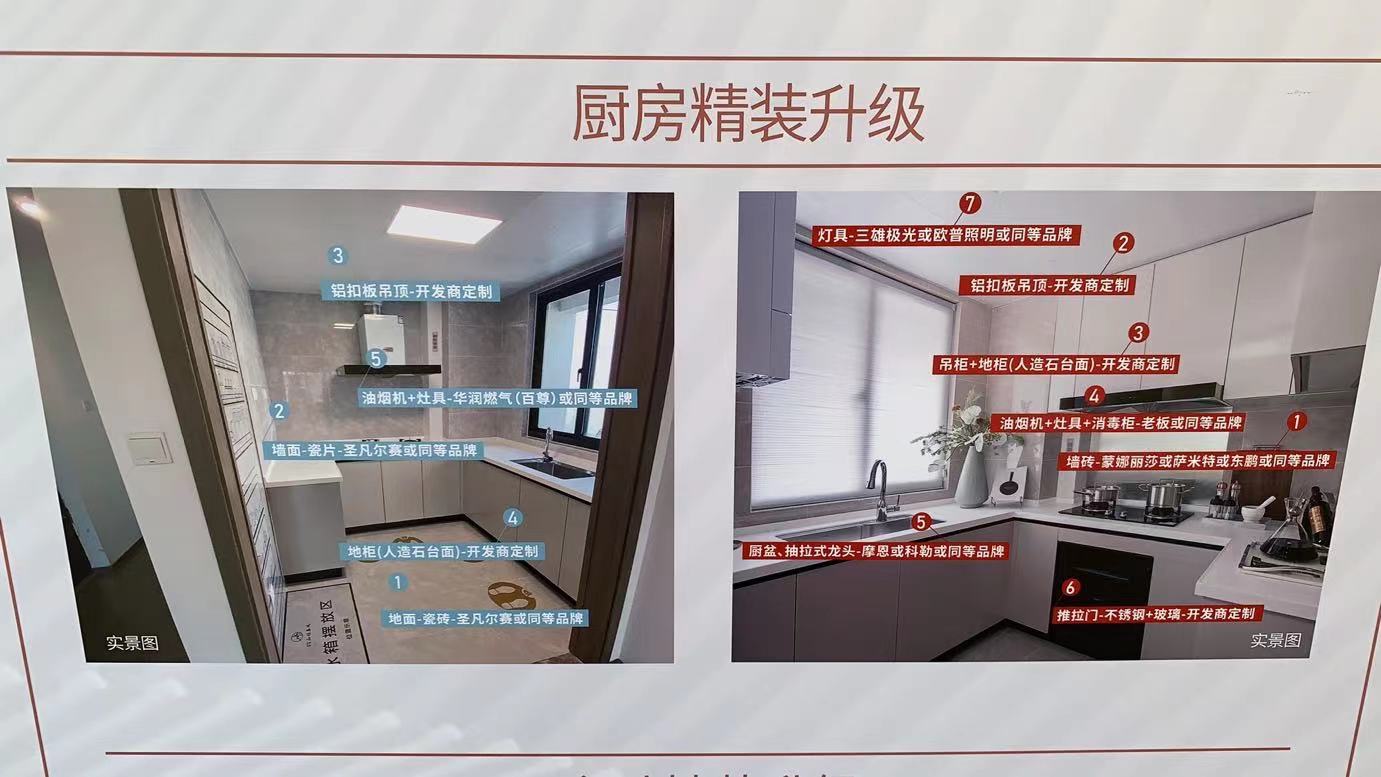 厨房精装升级
3
铝扣板吊顶-开发商定制
5
油烟机+灶具-华润燃气(百尊)或同等品牌
2
墙面-瓷片-圣凡尔赛或同等品牌
4
地柜(人造石台面)-开发商定制
1
地面-瓷砖-圣凡尔赛或同等品牌
水箱摆放区
实景图
7
灯具-三雄极光或欧普照明或同等品牌
2
铝扣板吊顶-开发商定制
3
吊柜+地柜(人造石台面)-开发商定制
4
油烟机+灶具+消毒柜-老板或同等品牌
1
墙砖-蒙娜丽莎或萨米特或东鹏或同等品牌
5
厨盆、抽拉式龙头-摩恩或科勒或同等品牌
6
推拉门-不锈钢+玻璃-开发商定制
实景图